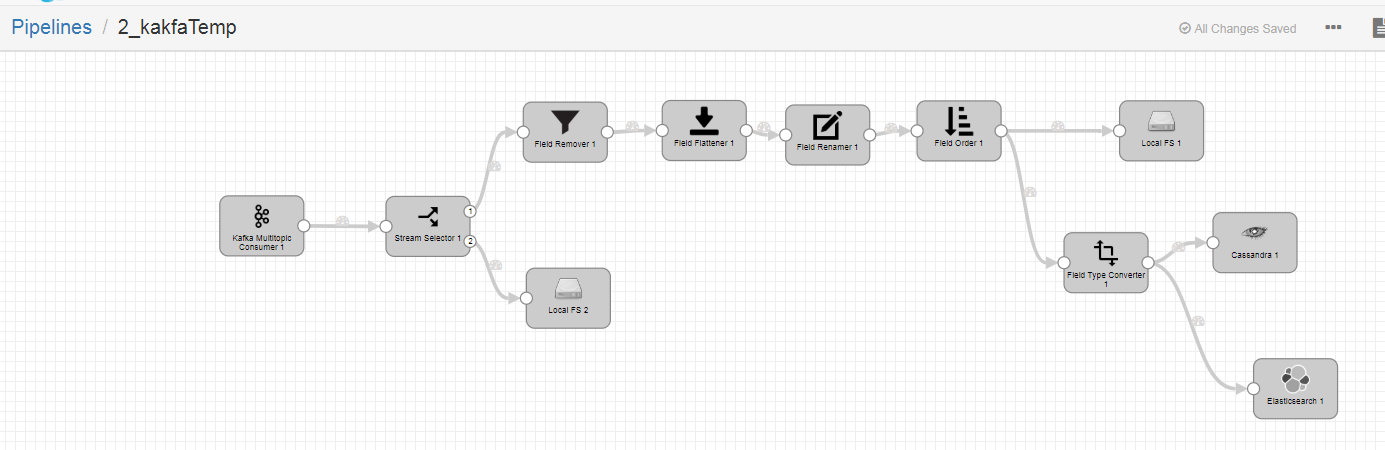 Pipelines / 2_kakfaTemp
All Changes Saved
Field Remover 1
Field Flattener 1
Field Renamer 1
Field Order 1
Local FS 1
Kafka Multitopic
Consumer 1
Stream Selector 1
1
2
Local FS 2
Field Type Converter
1
Cassandra 1
Elasticsearch 1